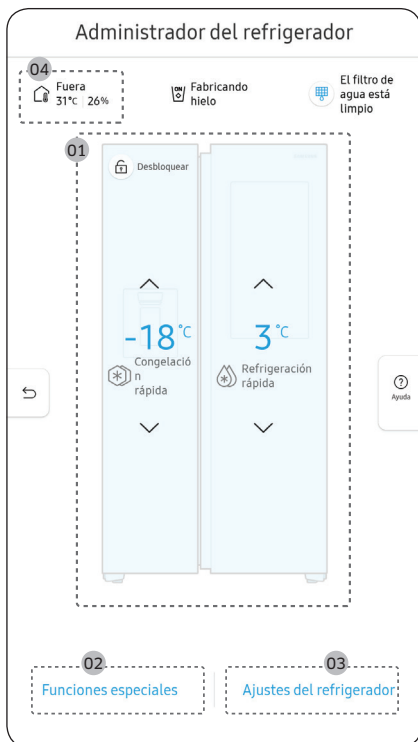 Administrador del refrigerador
04
Fuera
31°C 26%
Fabricando
hielo
El filtro de
agua está
limpio
01
Desbloquear
-18°C
Congelació
n
rápida
3°C
Refrigeración
rápida
Ayuda
02
Funciones especiales
03
Ajustes del refrigerador